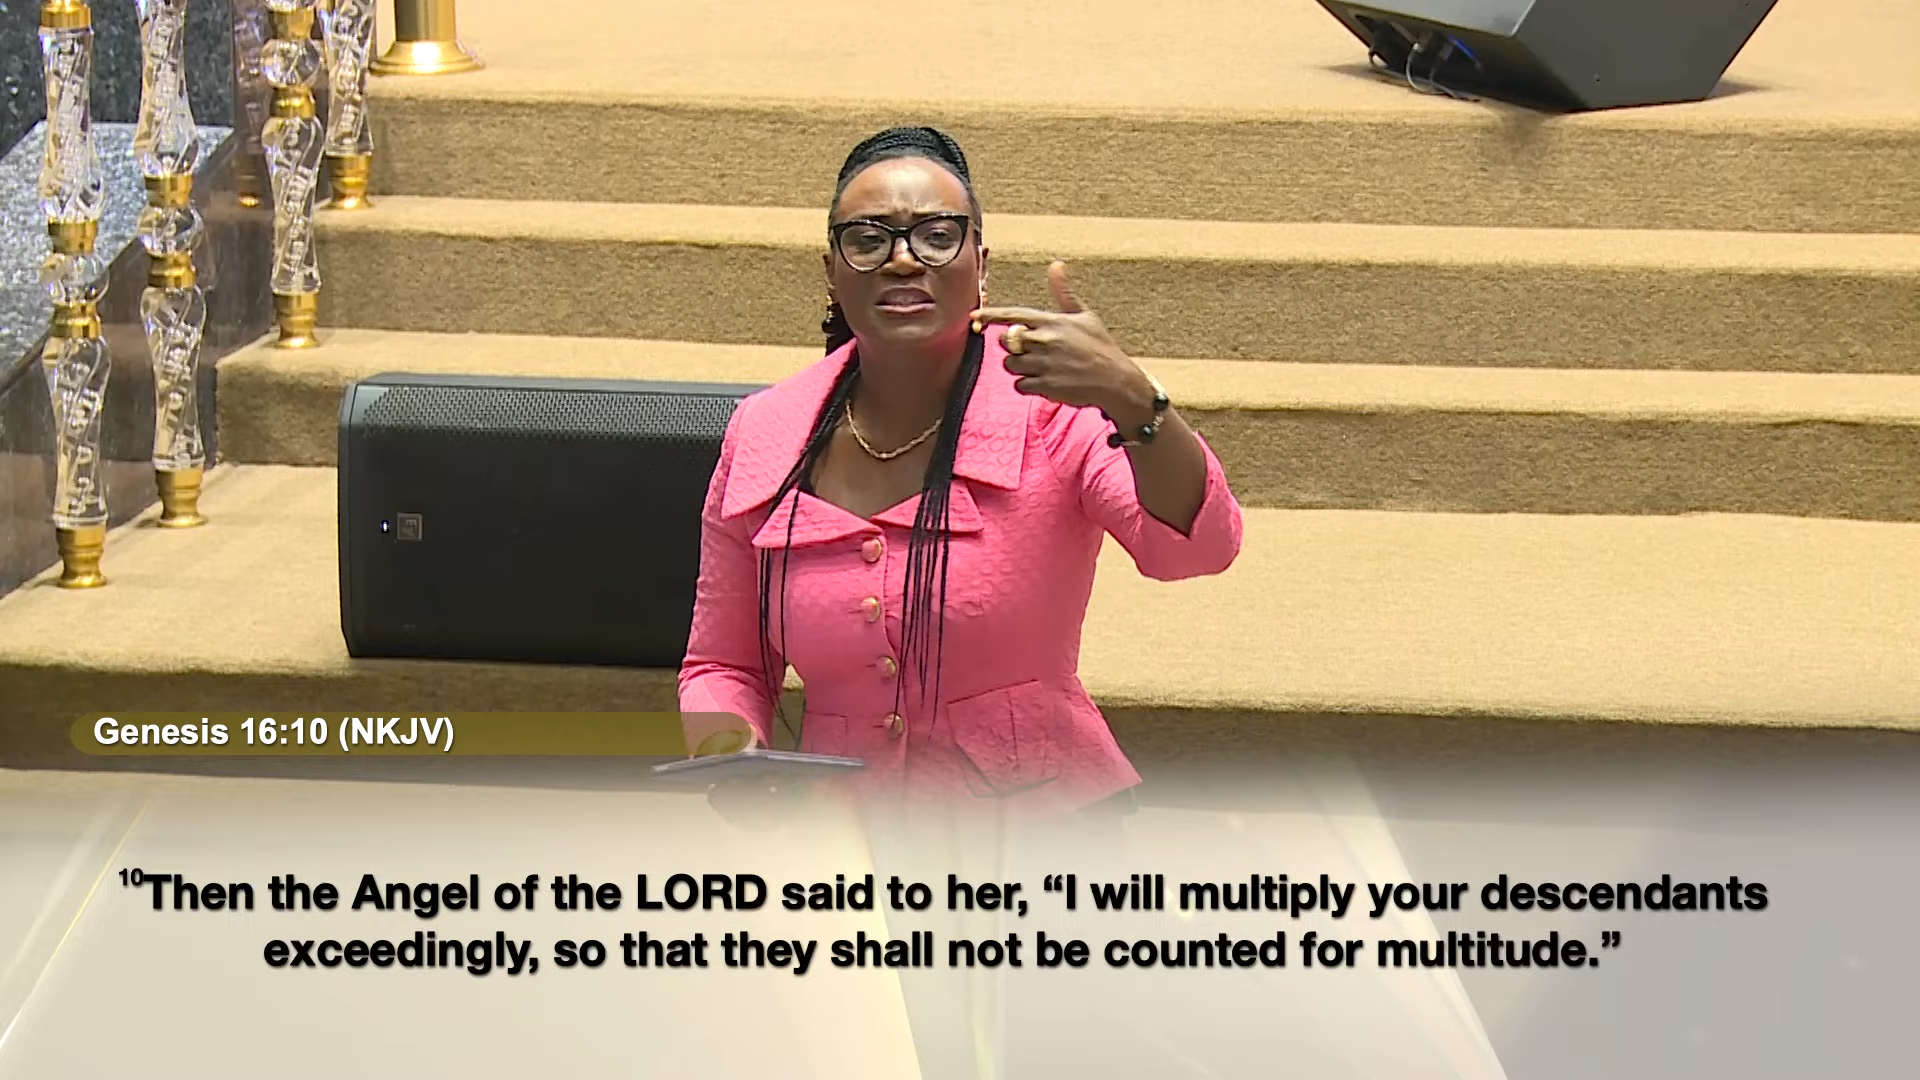 Genesis 16:10 (NKJV)
10Then the Angel of the LORD said to her, “I will multiply your descendants
exceedingly, so that they shall not be counted for multitude.”